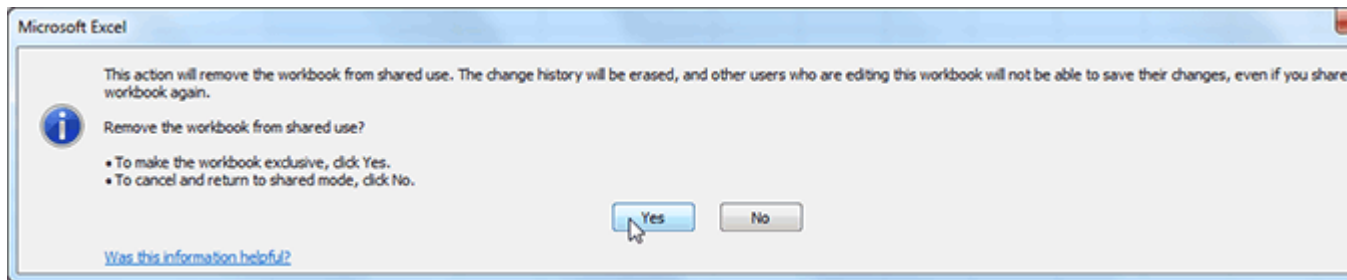 Microsoft Excel
This action will remove the workbook from shared use. The change history will be erased, and other users who are editing this workbook will not be able to save their changes, even if you share
workbook again.
Remove the workbook from shared use?
• To make the workbook exclusive, click Yes.
• To cancel and return to shared mode, click No.
Yes No
Was this information helpful?